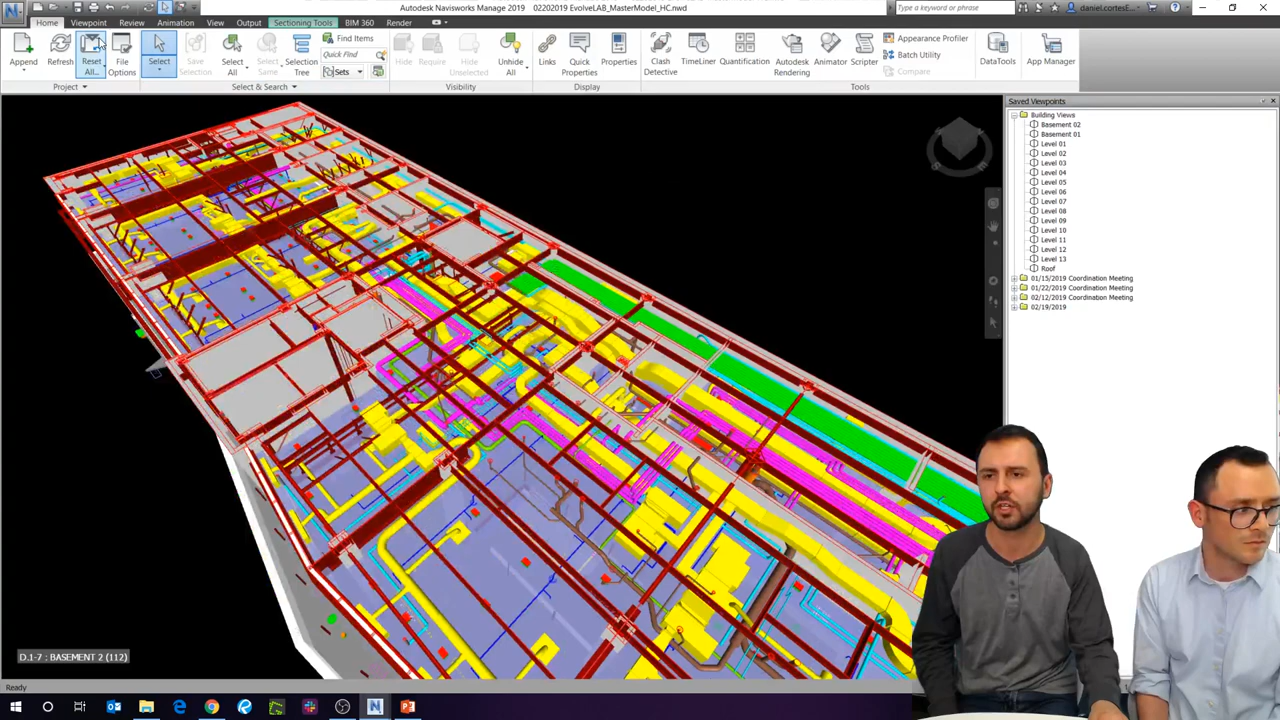 Autodesk Navisworks Manage 2019   02202019 EvolveLAB_MasterModel_HC.nwd
Type a keyword or phrase
daniel.cortesE...
Home Viewpoint Review Animation View Output Sectioning Tools BIM 360 Render
Append
Refresh
Reset All...
File Options
Select
Save Selection
Select All
Select Same
Selection Tree
Find Items
Quick Find
Sets
Hide
Require
Hide Unselected
Unhide All
Links
Quick Properties
Properties
Clash Detective
TimeLiner
Quantification
Autodesk Rendering
Animator
Scripter
Appearance Profiler
Batch Utility
Compare
DataTools
App Manager
Project
Select & Search
Visibility
Display
Tools
Saved Viewpoints
Building Views
Basement 02
Basement 01
Level 01
Level 02
Level 03
Level 04
Level 05
Level 06
Level 07
Level 08
Level 09
Level 10
Level 11
Level 12
Level 13
Roof
01/15/2019 Coordination Meeting
01/22/2019 Coordination Meeting
02/12/2019 Coordination Meeting
02/19/2019
D.1-7 : BASEMENT 2 (112)
Ready